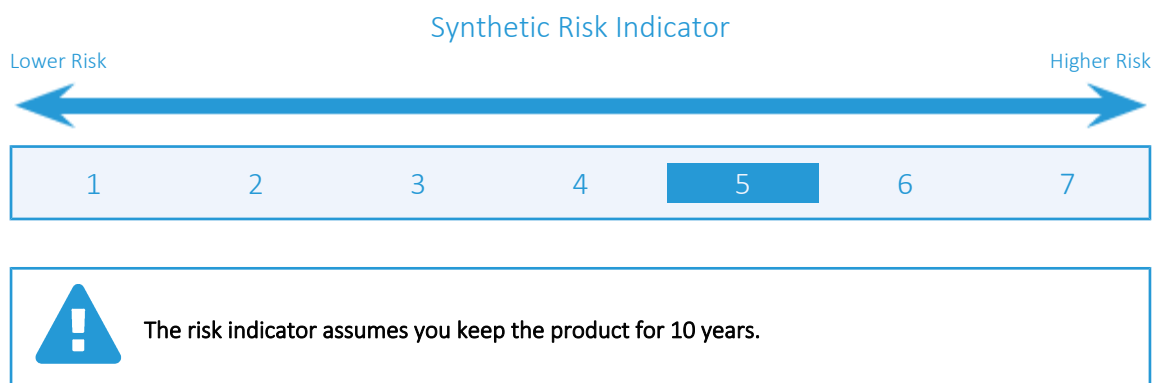 Synthetic Risk Indicator
Lower Risk Higher Risk
1 2 3 4 5 6 7
The risk indicator assumes you keep the product for 10 years.